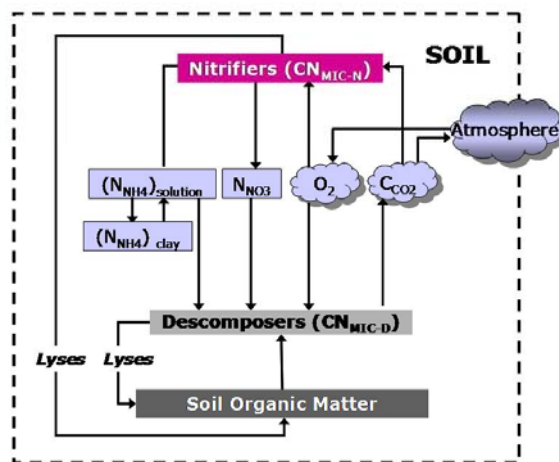 SOIL
Nitrifiers (CNMIC-N)
Atmosphere
(NNH4)solution
NNO3
O2
CCO2
(NNH4) clay
Descomposers (CNMIC-D)
Lyses Lyses
Soil Organic Matter